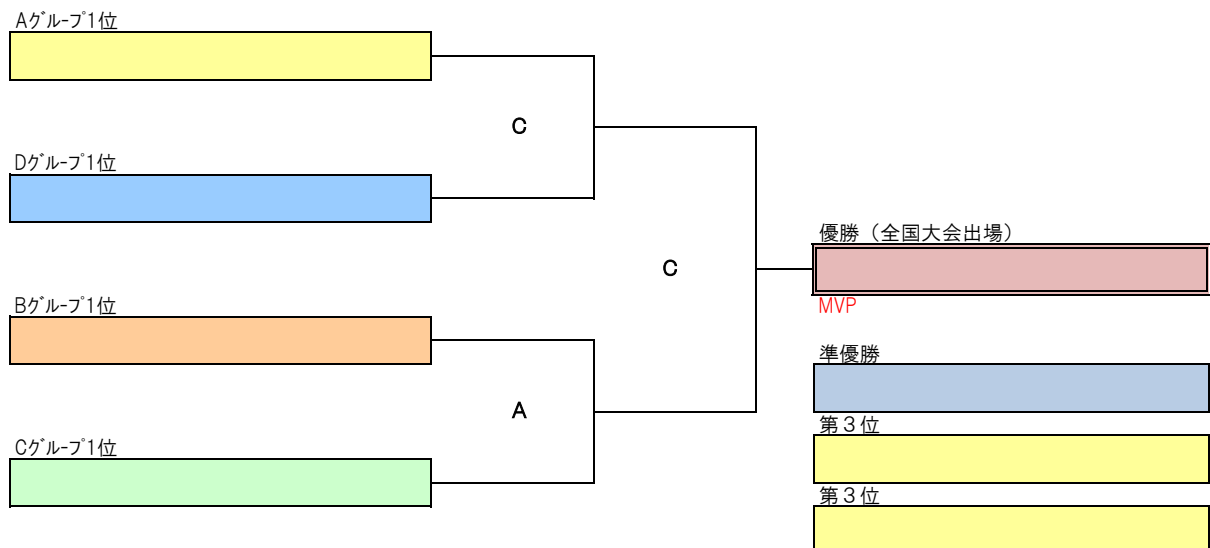 Aｸﾞﾙｰﾌﾟ1位
C
Dｸﾞﾙｰﾌﾟ1位
優勝（全国大会出場）
C
MVP
Bｸﾞﾙｰﾌﾟ1位
準優勝
A
第３位
Cｸﾞﾙｰﾌﾟ1位
第３位